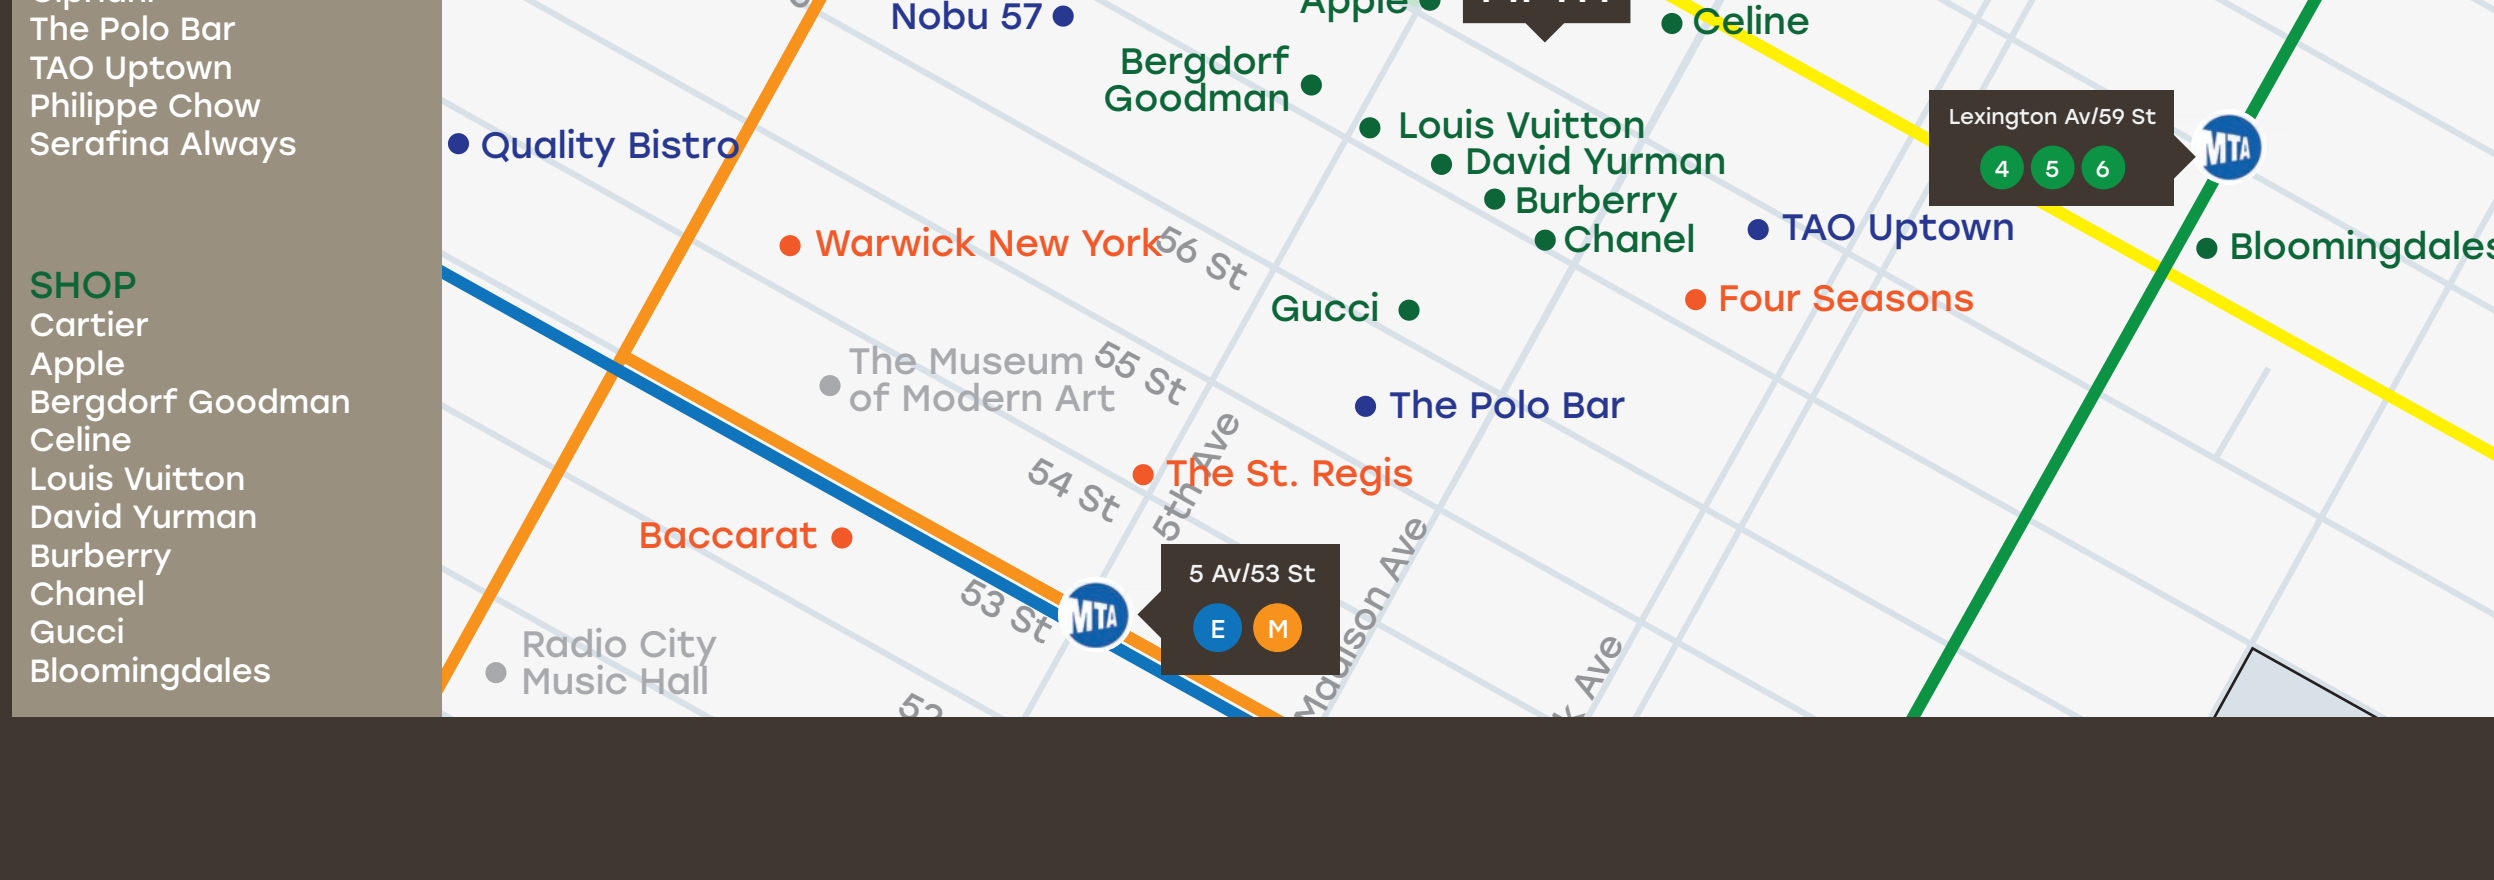 The Polo Bar
TAO Uptown
Philippe Chow
Serafina Always
SHOP
Cartier
Apple
Bergdorf Goodman
Celine
Louis Vuitton
David Yurman
Burberry
Chanel
Gucci
Bloomingdales
Nobu 57
Apple
Celine
Bergdorf
Goodman
Louis Vuitton
David Yurman
Burberry
Chanel
Lexington Av/59 St
4 5 6
MTA
Quality Bistro
TAO Uptown
Bloomingdales
Warwick New York
56 St
Four Seasons
Gucci
The Museum
of Modern Art
55 St
The Polo Bar
5th Ave
The St. Regis
54 St
Baccarat
Madison Ave
5 Av/53 St
E M
MTA
53 St
Radio City
Music Hall
Ave